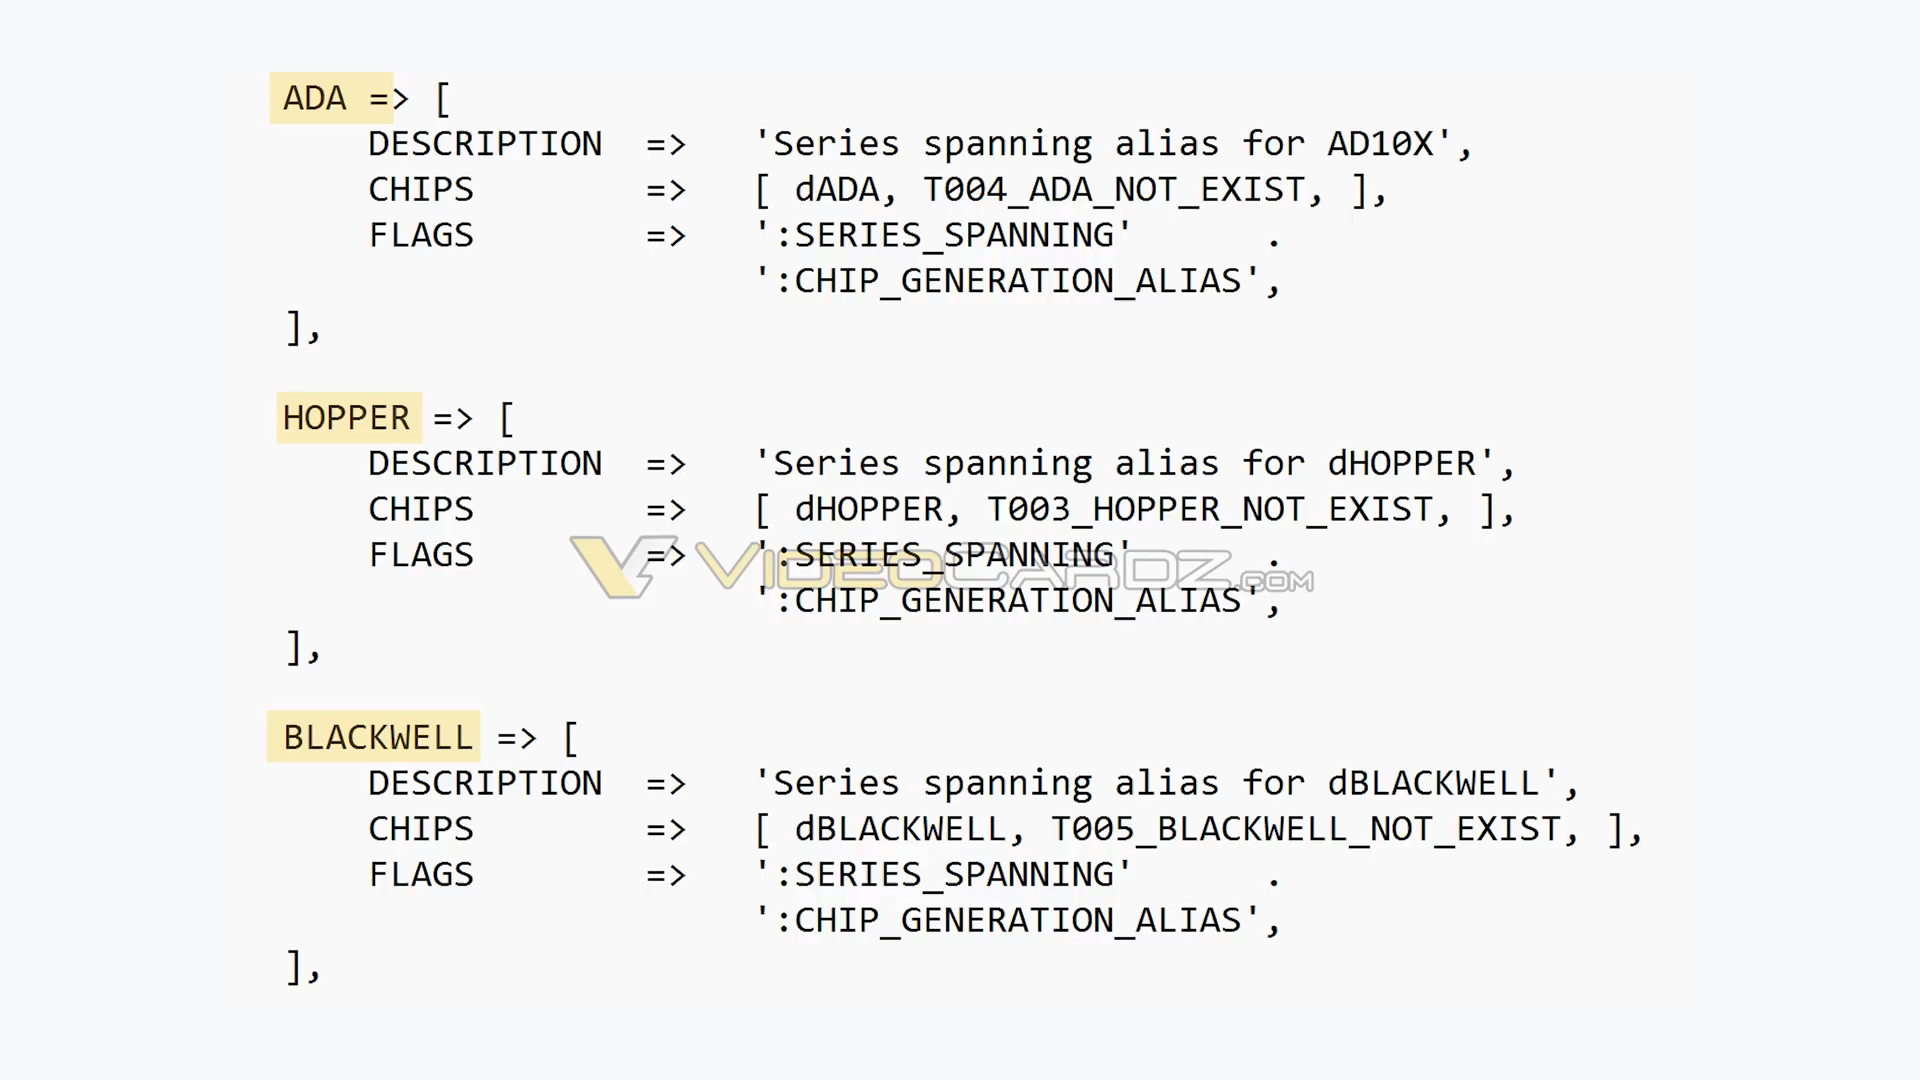 ADA => [
DESCRIPTION => 'Series spanning alias for AD10X',
CHIPS => [ dADA, T004_ADA_NOT_EXIST, ],
FLAGS => ':SERIES_SPANNING' .
':CHIP_GENERATION_ALIAS',
],
HOPPER => [
DESCRIPTION => 'Series spanning alias for dHOPPER',
CHIPS => [ dHOPPER, T003_HOPPER_NOT_EXIST, ],
FLAGS => ':SERIES_SPANNING' .
VIDEOCARDZ.COM
':CHIP_GENERATION_ALIAS',
],
BLACKWELL => [
DESCRIPTION => 'Series spanning alias for dBLACKWELL',
CHIPS => [ dBLACKWELL, T005_BLACKWELL_NOT_EXIST, ],
FLAGS => ':SERIES_SPANNING' .
':CHIP_GENERATION_ALIAS',
],